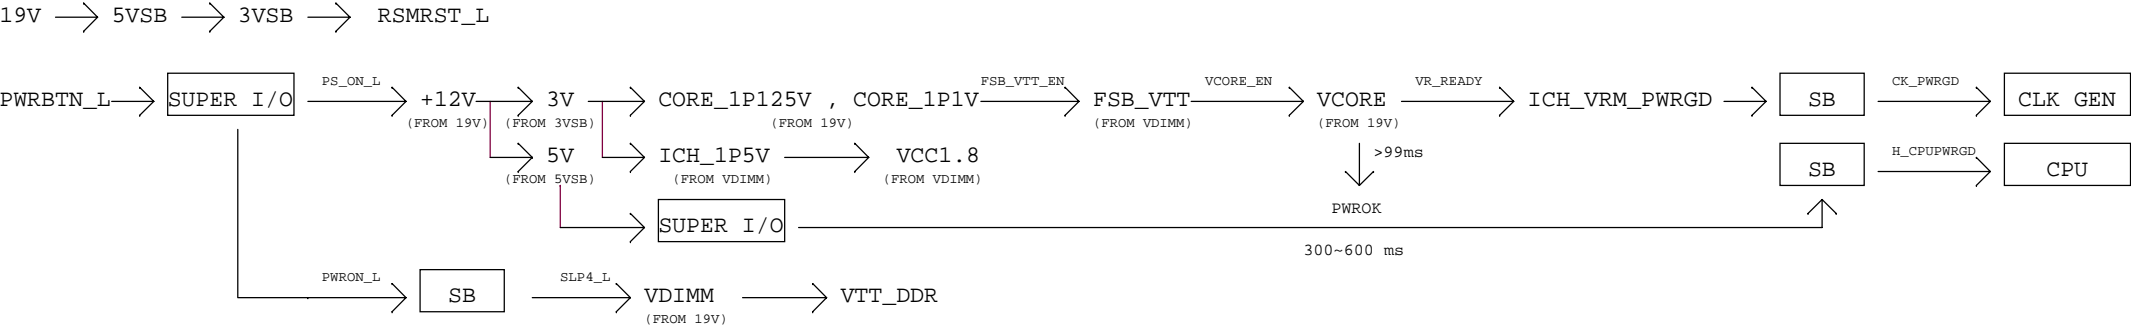 19V 5VSB 3VSB RSMRST_L
PS_ON_L FSB_VTT_EN VCORE_EN VR_READY CK_PWRGD
PWRBTN_L SUPER I/O +12V 3V CORE_1P125V , CORE_1P1V FSB_VTT VCORE ICH_VRM_PWRGD SB CLK GEN
(FROM 19V) (FROM 3VSB) (FROM 19V) (FROM VDIMM) (FROM 19V)
5V ICH_1P5V VCC1.8 >99ms H_CPUPWRGD
(FROM 5VSB) (FROM VDIMM) (FROM VDIMM) SB CPU
PWROK
SUPER I/O
300~600 ms
PWRON_L SLP4_L
SB VDIMM VTT_DDR
(FROM 19V)